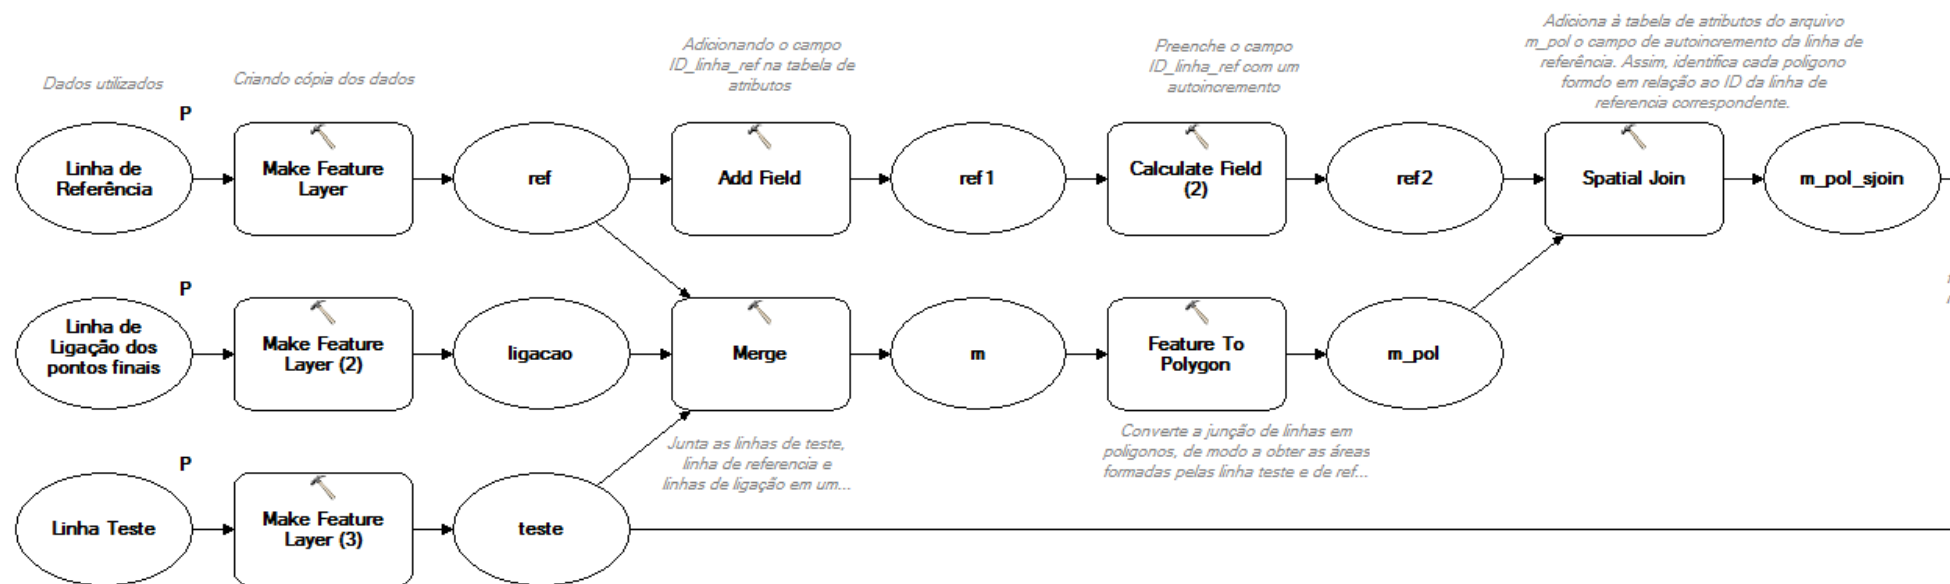 Dados utilizados
Criando cópia dos dados
Adicionando o campo
ID_linha_ref na tabela de
atributos
Preenche o campo
ID_linha_ref com um
autoincremento
Adiciona à tabela de atributos do arquivo
m_pol o campo de autoincremento da linha de
referência. Assim, identifica cada poligono
formdo em relação ao ID da linha de
referencia correspondente.
P
Linha de
Referência
Make Feature
Layer
ref
Add Field
ref1
Calculate Field
(2)
ref2
Spatial Join
m_pol_sjoin
P
Linha de
Ligação dos
pontos finais
Make Feature
Layer (2)
ligacao
Merge
m
Feature To
Polygon
m_pol
Junta as linhas de teste,
linha de referencia e
linhas de ligação em um...
Converte a junção de linhas em
poligonos, de modo a obter as áreas
formadas pelas linha teste e de ref...
P
Linha Teste
Make Feature
Layer (3)
teste